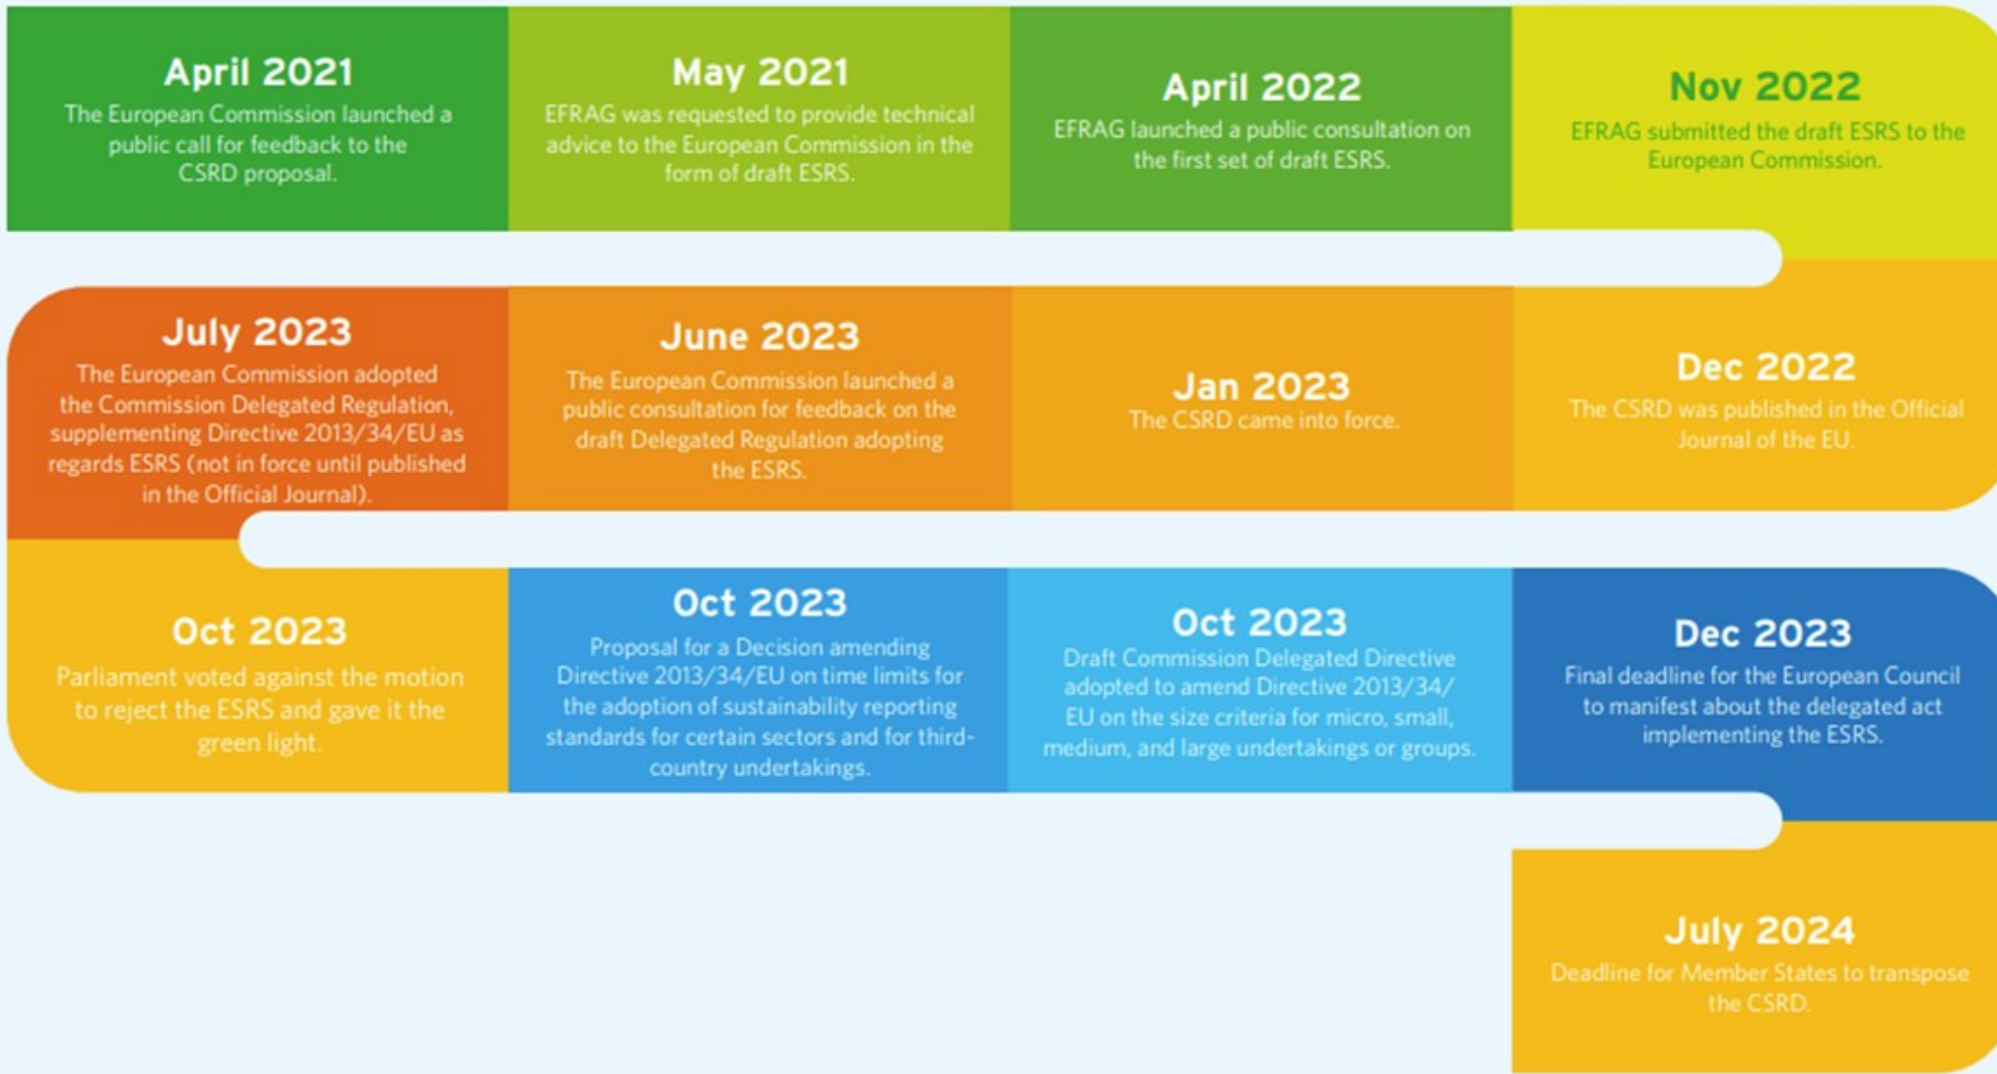 April 2021
The European Commission launched a
public call for feedback to the
CSRD proposal.
May 2021
EFRAG was requested to provide technical
advice to the European Commission in the
form of draft ESRS.
April 2022
EFRAG launched a public consultation on
the first set of draft ESRS.
Nov 2022
EFRAG submitted the draft ESRS to the
European Commission.
Dec 2022
The CSRD was published in the Official
Journal of the EU.
Jan 2023
The CSRD came into force.
June 2023
The European Commission launched a
public consultation for feedback on the
draft Delegated Regulation adopting
the ESRS.
July 2023
The European Commission adopted
the Commission Delegated Regulation,
supplementing Directive 2013/34/EU as
regards ESRS (not in force until published
in the Official Journal).
Oct 2023
Parliament voted against the motion
to reject the ESRS and gave it the
green light.
Oct 2023
Proposal for a Decision amending
Directive 2013/34/EU on time limits for
the adoption of sustainability reporting
standards for certain sectors and for third-
country undertakings.
Oct 2023
Draft Commission Delegated Directive
adopted to amend Directive 2013/34/
EU on the size criteria for micro, small,
medium, and large undertakings or groups.
Dec 2023
Final deadline for the European Council
to manifest about the delegated act
implementing the ESRS.
July 2024
Deadline for Member States to transpose
the CSRD.